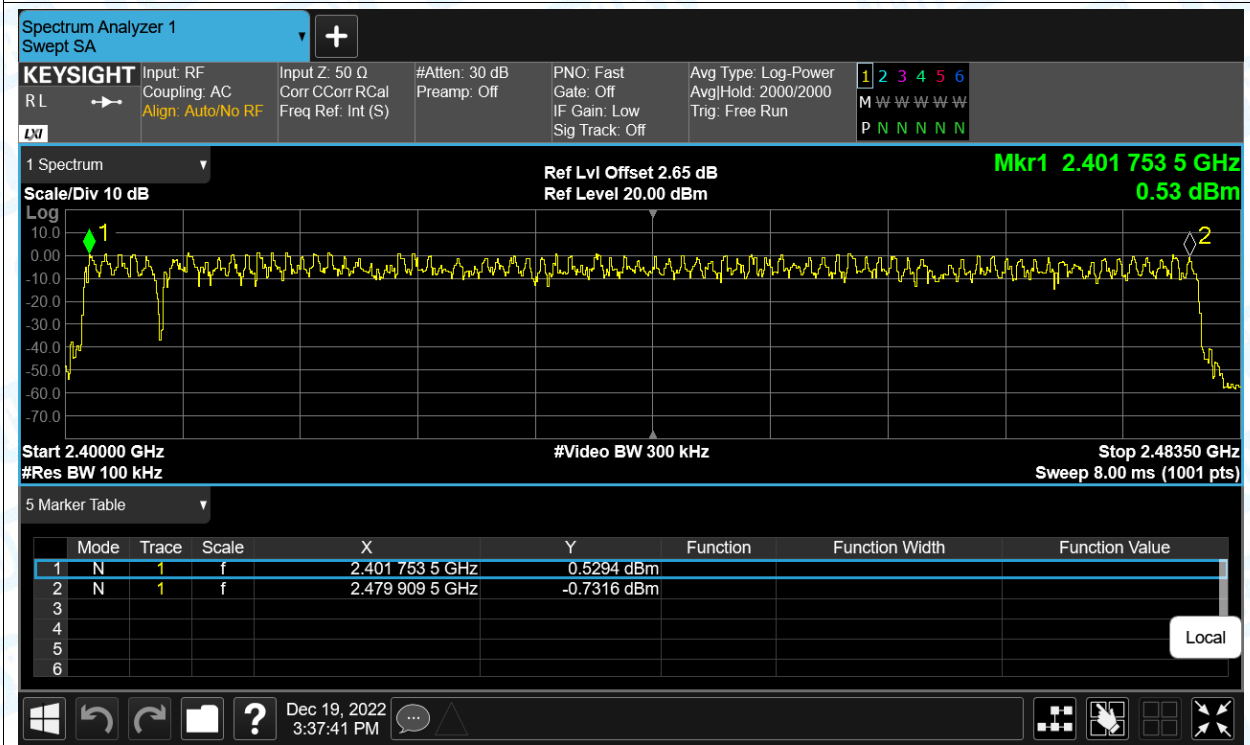 Spectrum Analyzer 1
Swept SA
+
KEYSIGHT
R L
LXI
Input: RF
Coupling: AC
Align: Auto/No RF
Input Z: 50 Ω
Corr CCorr RCal
Freq Ref: Int (S)
#Atten: 30 dB
Preamp: Off
PNO: Fast
Gate: Off
IF Gain: Low
Sig Track: Off
Avg Type: Log-Power
Avg|Hold: 2000/2000
Trig: Free Run
1 2 3 4 5 6
M W W W W W
P N N N N N
1 Spectrum
Scale/Div 10 dB
Ref Lvl Offset 2.65 dB
Ref Level 20.00 dBm
Mkr1 2.401 753 5 GHz
0.53 dBm
Log
10.0
0.00
-10.0
-20.0
-30.0
-40.0
-50.0
-60.0
-70.0
1
2
Start 2.40000 GHz
#Res BW 100 kHz
#Video BW 300 kHz
Stop 2.48350 GHz
Sweep 8.00 ms (1001 pts)
5 Marker Table
Mode Trace Scale X Y Function Function Width Function Value
1 N 1 f 2.401 753 5 GHz 0.5294 dBm
2 N 1 f 2.479 909 5 GHz -0.7316 dBm
3
4
5
6
Local
?
Dec 19, 2022
3:37:41 PM